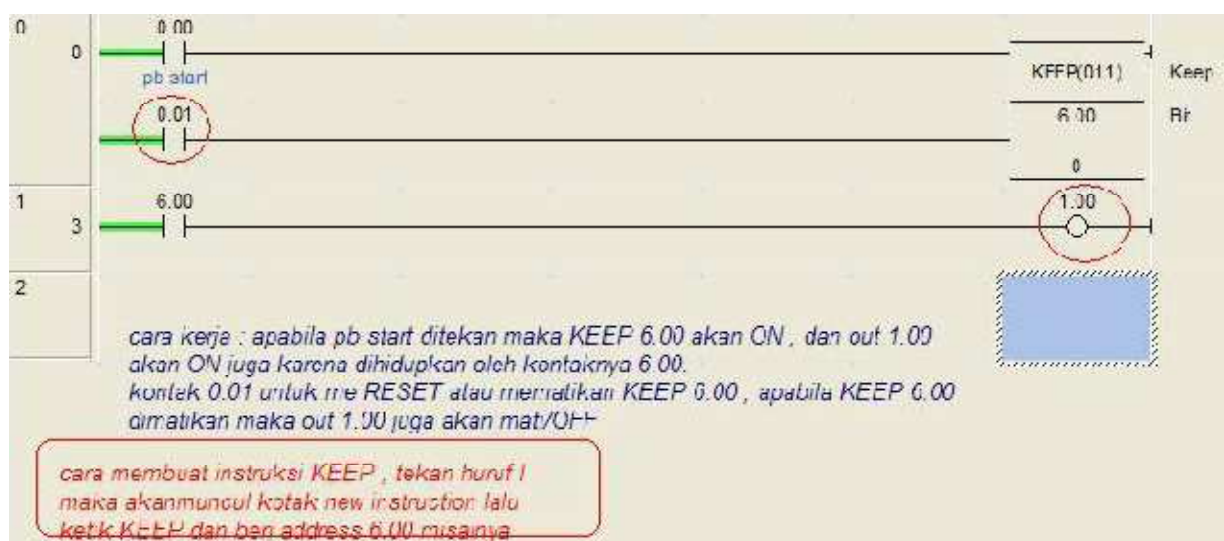 0
0
0.00
pb start
KEEP(011)
Keep
0.01
6.00
Bit
0
1
3
6.00
1.00
2
cara kerja : apabila pb start ditekan maka KEEP 6.00 akan ON , dan out 1.00
akan ON juga karena dihidupkan oleh kontaknya 6.00.
kontak 0.01 untuk me RESET atau mematikan KEEP 6.00 , apabila KEEP 6.00
dimatikan maka out 1.00 juga akan mati/OFF
cara membuat instruksi KEEP , tekan huruf I
maka akanmuncul kotak new instruction lalu
ketik KEEP dan beri address 6.00 misalnya